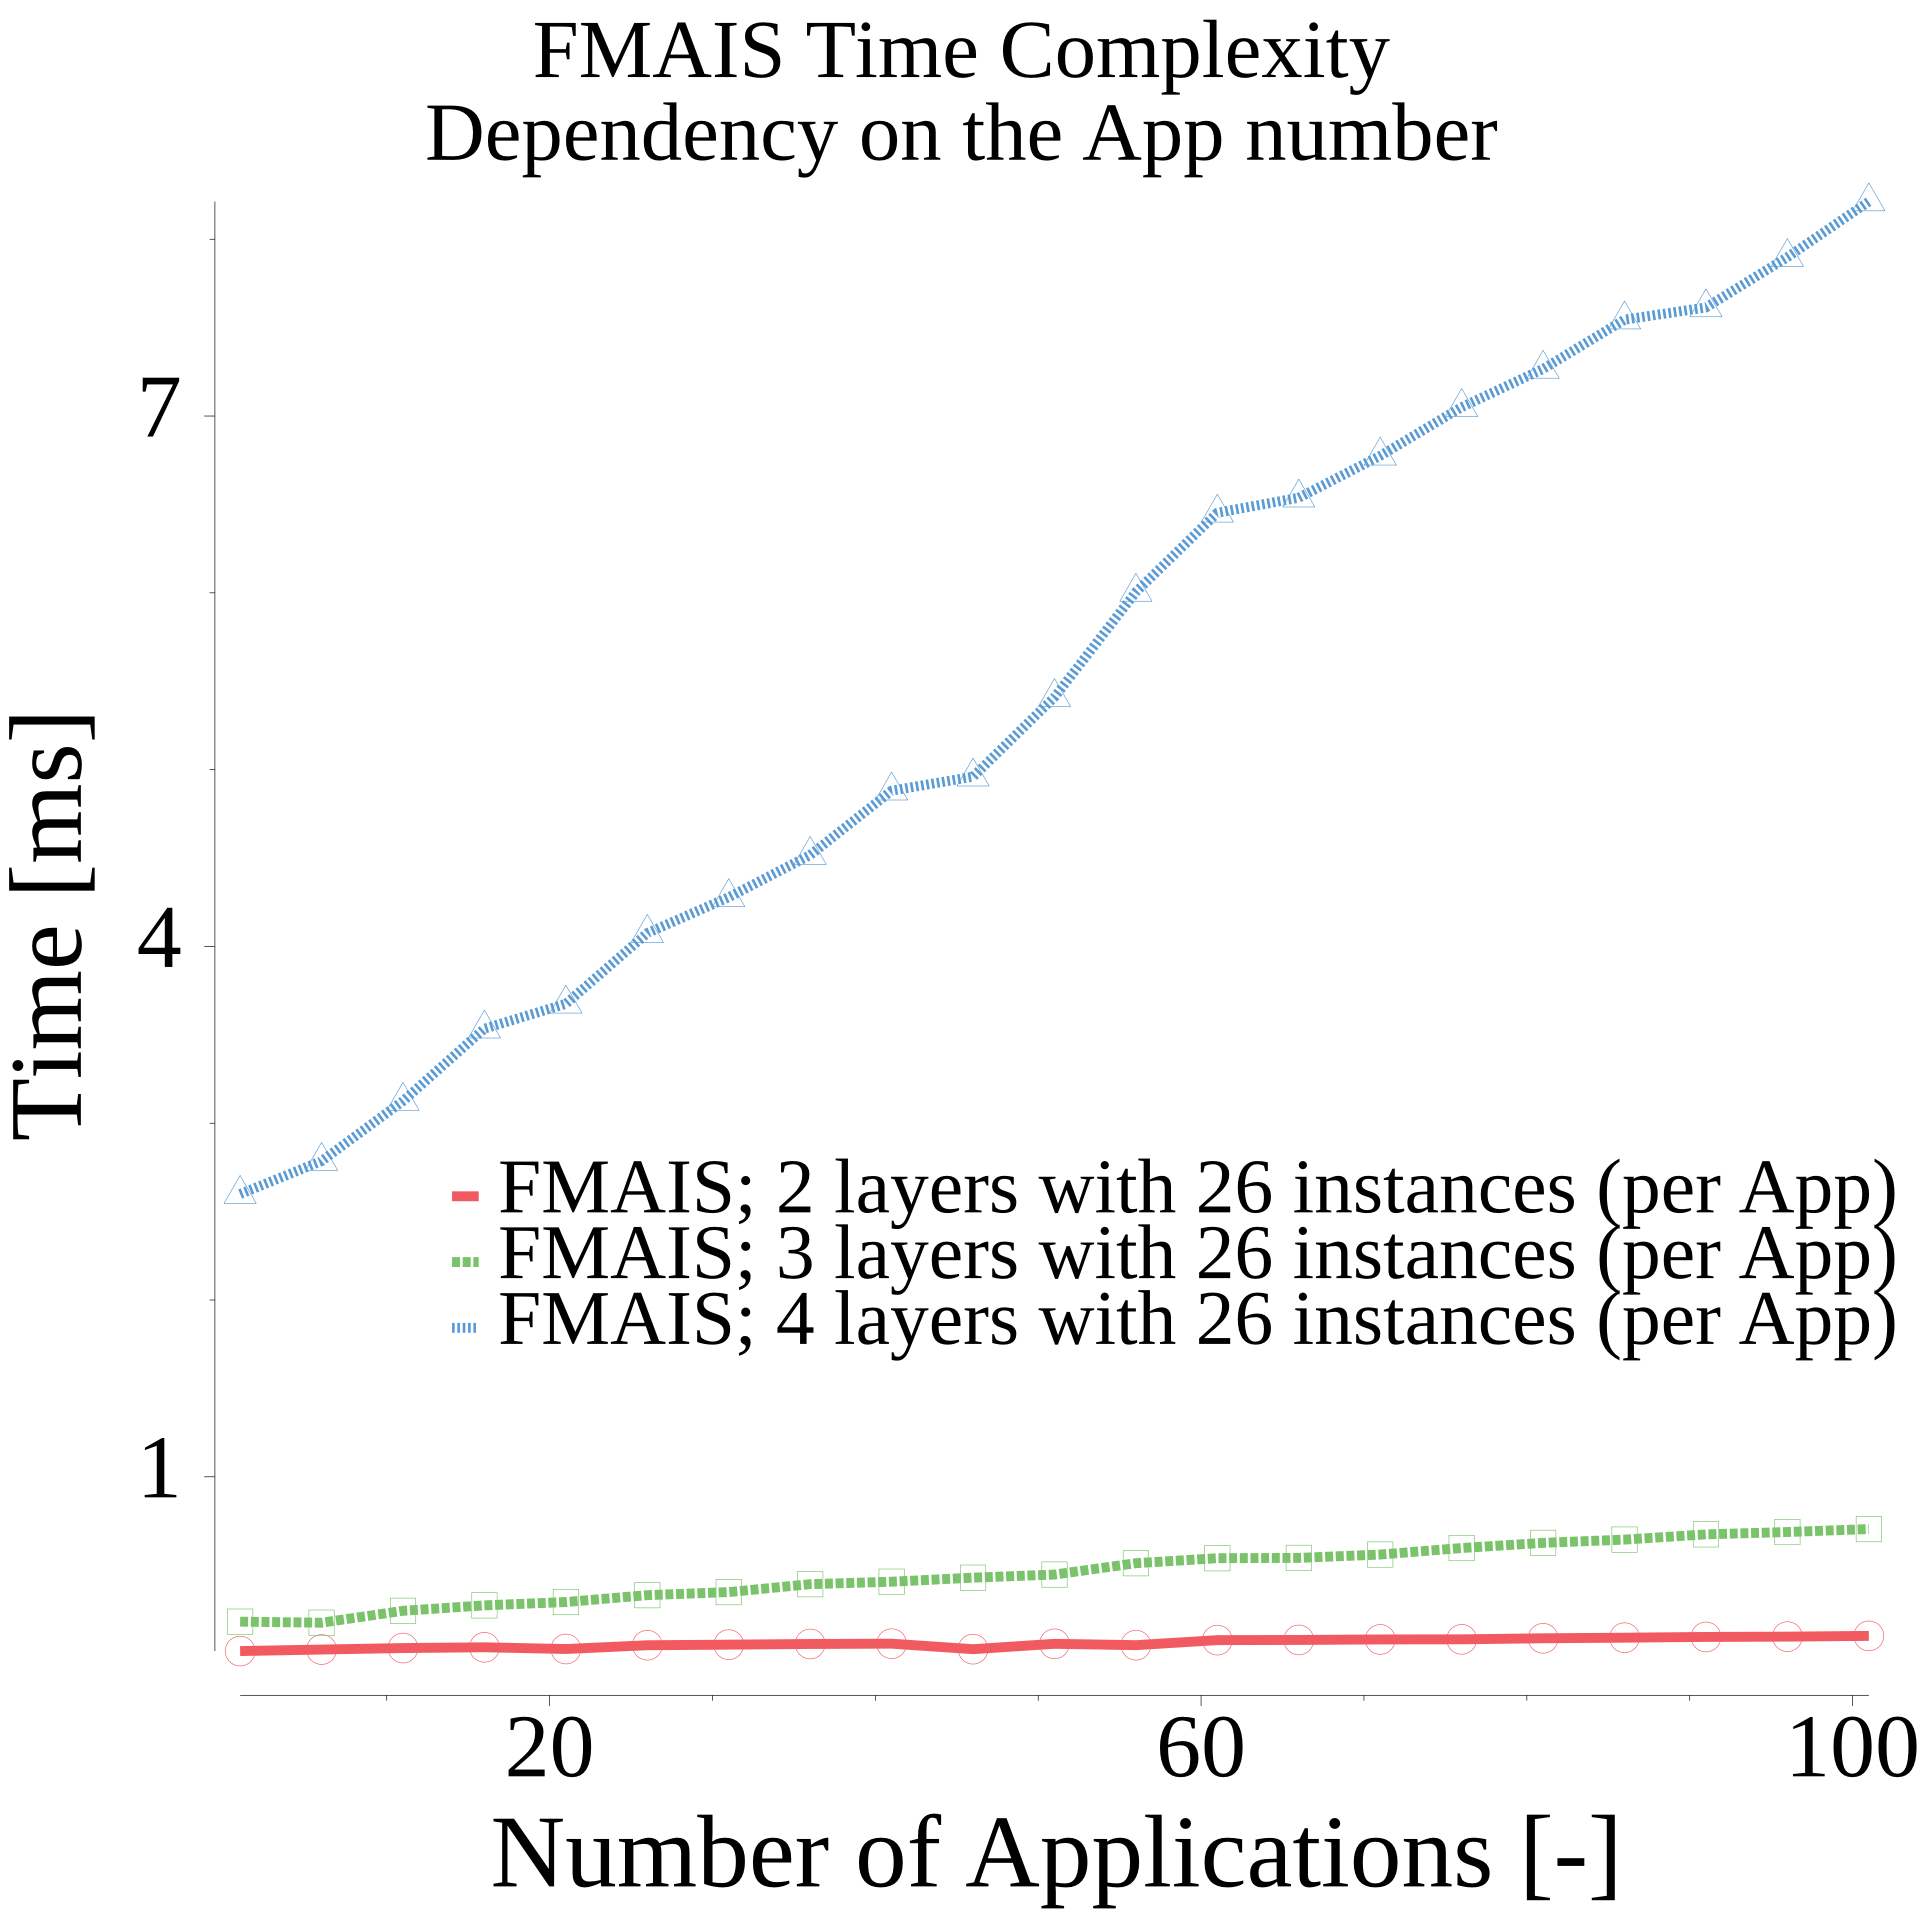 FMAIS Time Complexity
Dependency on the App number
7
4
1
Time [ms]
FMAIS; 2 layers with 26 instances (per App)
FMAIS; 3 layers with 26 instances (per App)
FMAIS; 4 layers with 26 instances (per App)
20 60 100
Number of Applications [-]